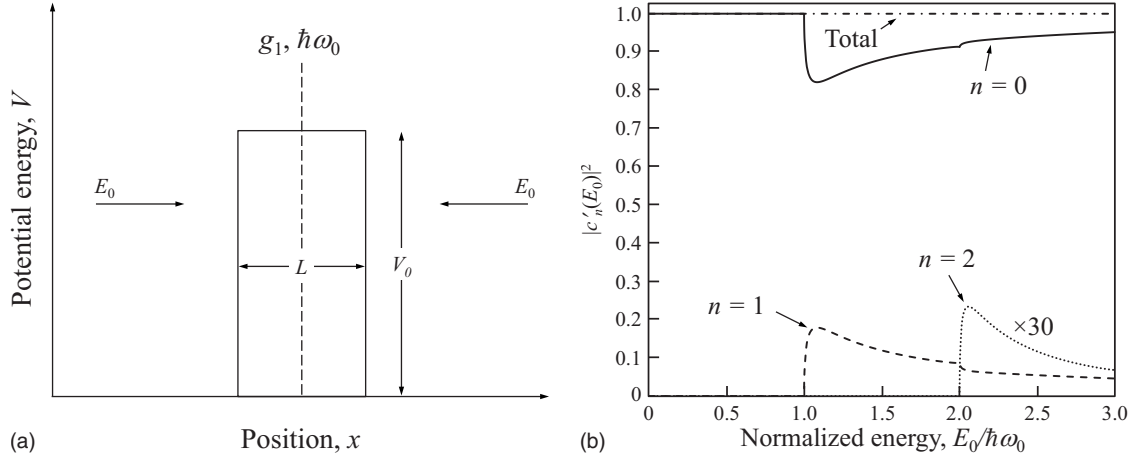 Potential energy, V
g₁, ℏω₀
E₀
E₀
L
V₀
(a)
Position, x
|c′ₙ(E₀)|²
1.0
0.9
0.8
0.7
0.6
0.5
0.4
0.3
0.2
0.1
0
Total
n = 0
n = 1
n = 2
×30
0
0.5
1.0
1.5
2.0
2.5
3.0
(b)
Normalized energy, E₀/ℏω₀